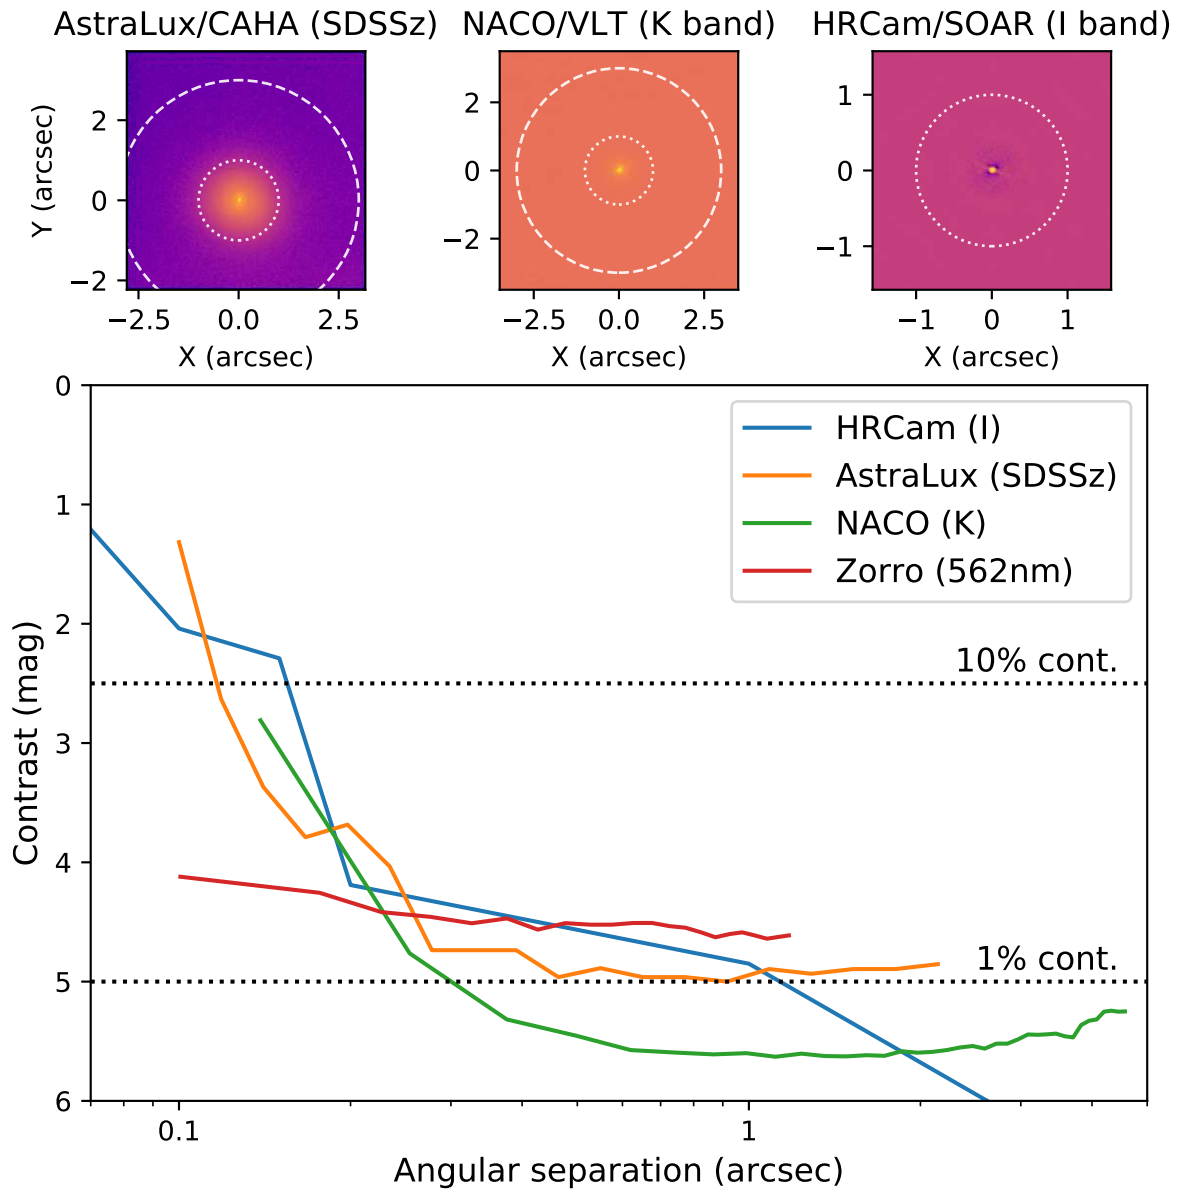 AstraLux/CAHA (SDSSz) NACO/VLT (K band) HRCam/SOAR (I band)
Y (arcsec)
2
0
−2
−2.5 0.0 2.5
X (arcsec)
2
0
−2
−2.5 0.0 2.5
X (arcsec)
1
0
−1
−1 0 1
X (arcsec)
Contrast (mag)
0
1
2
3
4
5
6
HRCam (I)
AstraLux (SDSSz)
NACO (K)
Zorro (562nm)
10% cont.
1% cont.
0.1 1
Angular separation (arcsec)